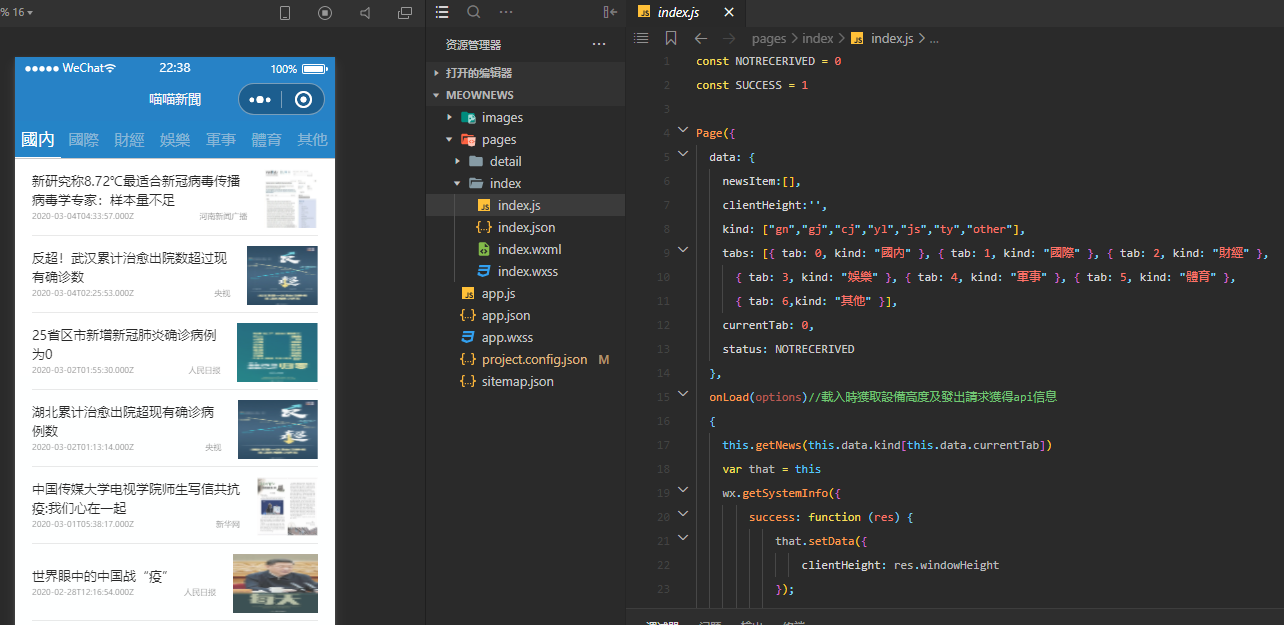 % 16
WeChat
22:38
100%
喵喵新聞
國內 國際 財經 娛樂 軍事 體育 其他
新研究称8.72℃最适合新冠病毒传播
病毒学专家：样本量不足
2020-03-04T04:33:57.000Z 河南新闻广播
反超！武汉累计治愈出院数超过现
有确诊数
2020-03-04T02:25:53.000Z 央视
25省区市新增新冠肺炎确诊病例
为0
2020-03-02T01:55:30.000Z 人民日报
湖北累计治愈出院超现有确诊病
例数
2020-03-02T01:13:14.000Z 央视
中国传媒大学电视学院师生写信共抗
疫:我们心在一起
2020-03-01T05:38:17.000Z 新华网
世界眼中的中国战“疫”
2020-02-28T12:16:54.000Z 人民日报
资源管理器
打开的编辑器
MEOWNEWS
images
pages
detail
index
index.js
index.json
index.wxml
index.wxss
app.js
app.json
app.wxss
project.config.json M
sitemap.json
index.js
pages > index > index.js > ...
1 const NOTRECERIVED = 0
2 const SUCCESS = 1
3
4 Page({
5 data: {
6 newsItem:[],
7 clientHeight:'',
8 kind: ["gn","gj","cj","yl","js","ty","other"],
9 tabs: [{ tab: 0, kind: "國內" }, { tab: 1, kind: "國際" }, { tab: 2, kind: "財經" },
10 { tab: 3, kind: "娛樂" }, { tab: 4, kind: "軍事" }, { tab: 5, kind: "體育" },
11 { tab: 6,kind: "其他" }],
12 currentTab: 0,
13 status: NOTRECERIVED
14 },
15 onLoad(options)//載入時獲取設備高度及發出請求獲得api信息
16 {
17 this.getNews(this.data.kind[this.data.currentTab])
18 var that = this
19 wx.getSystemInfo({
20 success: function (res) {
21 that.setData({
22 clientHeight: res.windowHeight
23 });